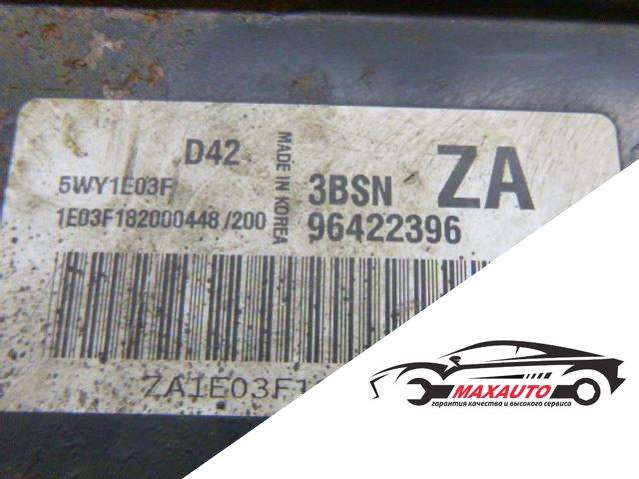 D42
MADE IN KOREA
3BSN ZA
5WY1E03F
1E03F182000448/200
96422396
MAXAUTO
гарантия качества и высокого сервиса